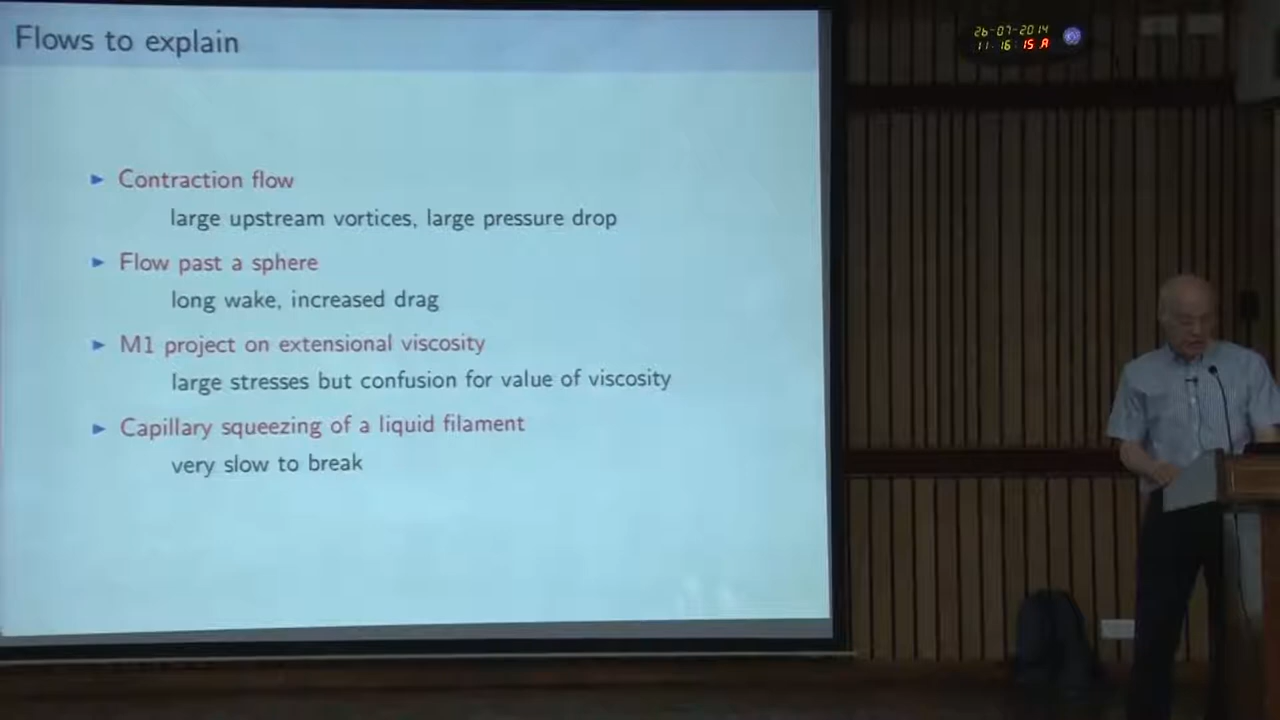 Flows to explain
26-07-2014
11 16 15 A
Contraction flow
large upstream vortices, large pressure drop
Flow past a sphere
long wake, increased drag
M1 project on extensional viscosity
large stresses but confusion for value of viscosity
Capillary squeezing of a liquid filament
very slow to break